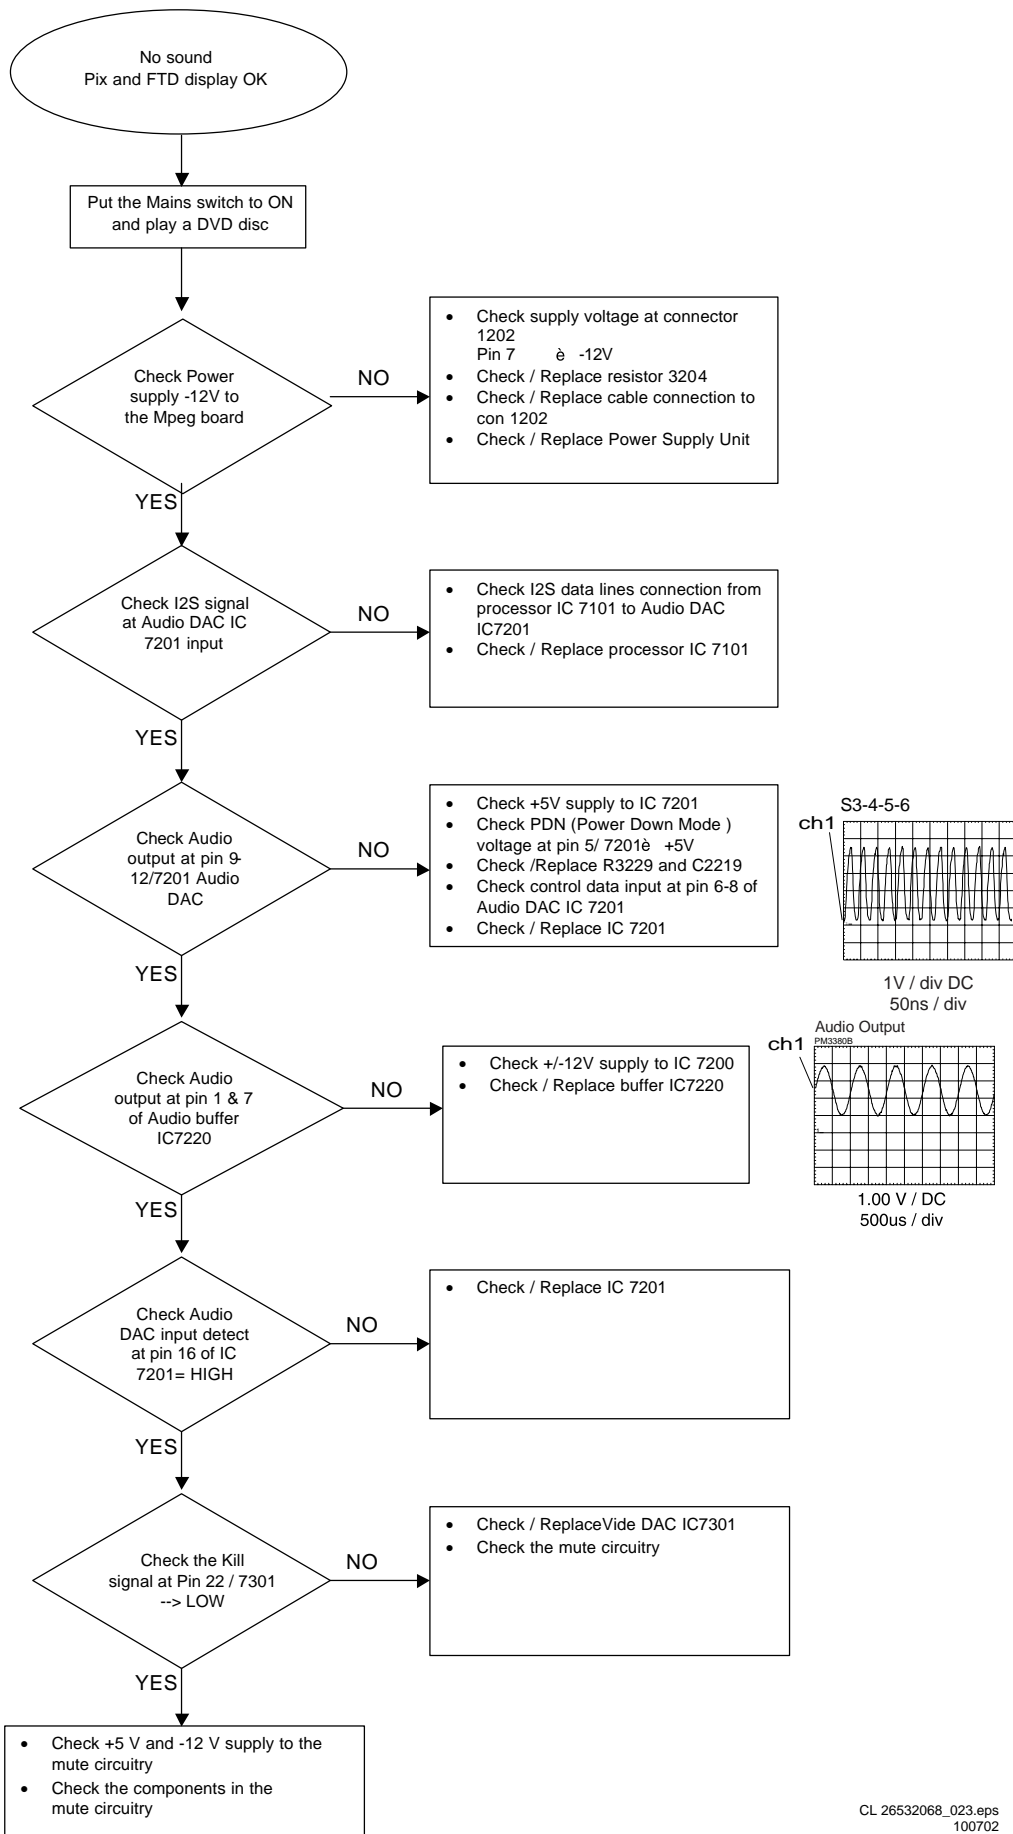 No sound
Pix and FTD display OK
Put the Mains switch to ON
and play a DVD disc
Check Power
supply -12V to
the Mpeg board
NO
• Check supply voltage at connector
1202
Pin 7 è -12V
• Check / Replace resistor 3204
• Check / Replace cable connection to
con 1202
• Check / Replace Power Supply Unit
YES
Check I2S signal
at Audio DAC IC
7201 input
NO
• Check I2S data lines connection from
processor IC 7101 to Audio DAC
IC7201
• Check / Replace processor IC 7101
YES
Check Audio
output at pin 9-
12/7201 Audio
DAC
NO
• Check +5V supply to IC 7201
• Check PDN (Power Down Mode )
voltage at pin 5/ 7201è +5V
• Check /Replace R3229 and C2219
• Check control data input at pin 6-8 of
Audio DAC IC 7201
• Check / Replace IC 7201
S3-4-5-6
ch1
1V / div DC
50ns / div
YES
Check Audio
output at pin 1 & 7
of Audio buffer
IC7220
NO
• Check +/-12V supply to IC 7200
• Check / Replace buffer IC7220
Audio Output
PM3380B
ch1
1.00 V / DC
500us / div
YES
Check Audio
DAC input detect
at pin 16 of IC
7201= HIGH
NO
• Check / Replace IC 7201
YES
Check the Kill
signal at Pin 22 / 7301
--> LOW
NO
• Check / ReplaceVide DAC IC7301
• Check the mute circuitry
YES
• Check +5 V and -12 V supply to the
mute circuitry
• Check the components in the
mute circuitry
CL 26532068_023.eps
100702